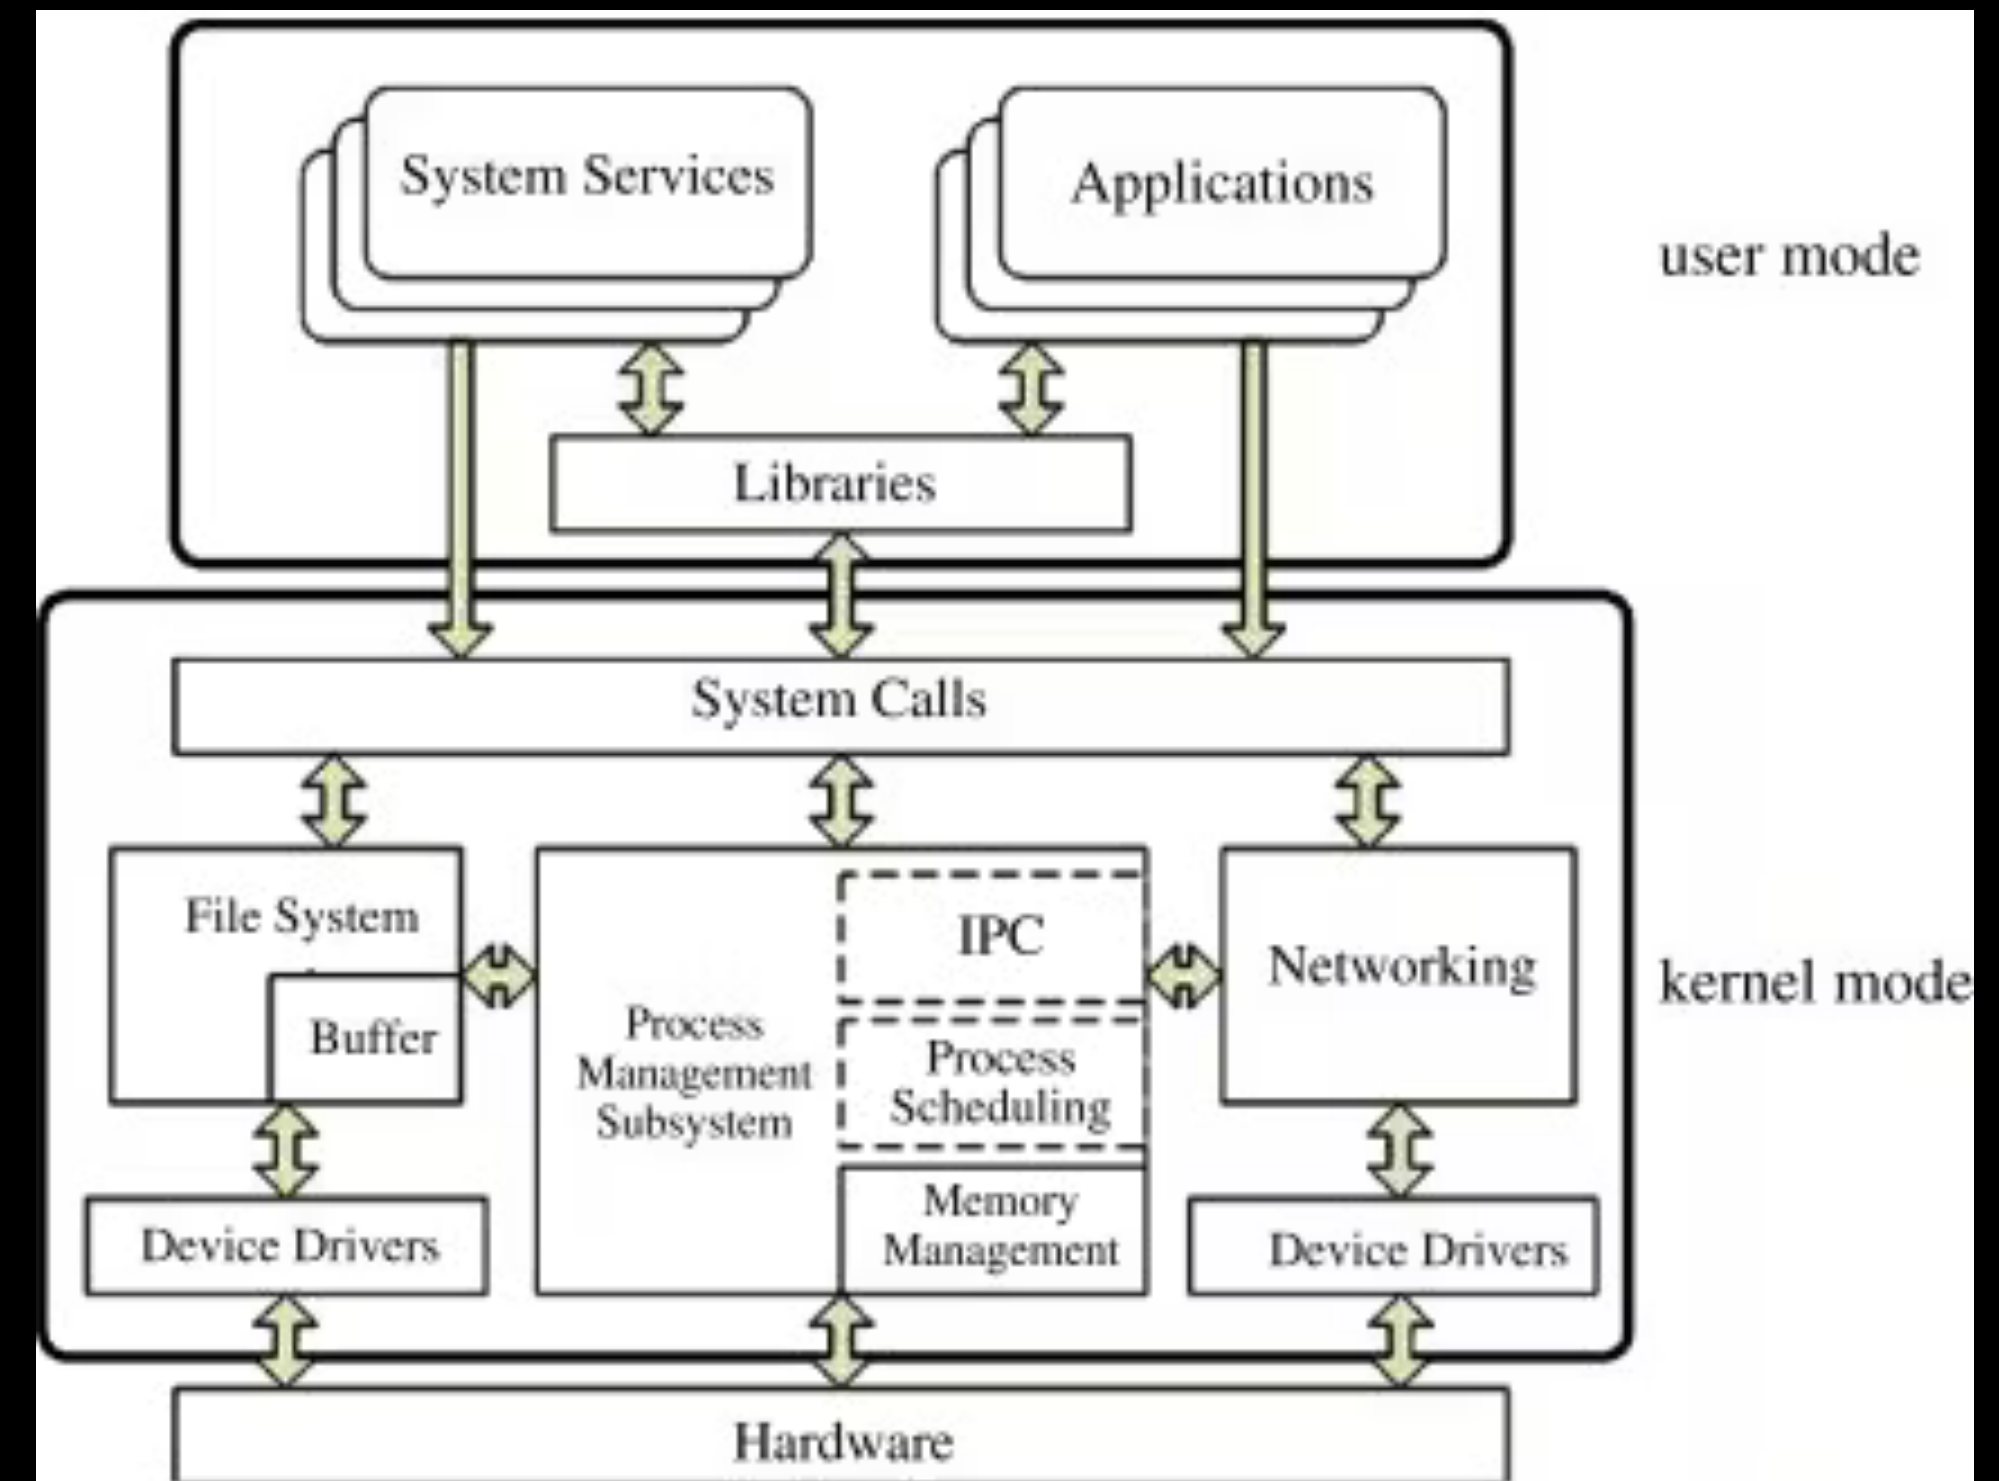 System Services
Applications
user mode
Libraries
System Calls
File System
Buffer
Process
Management
Subsystem
IPC
Process
Scheduling
Memory
Management
Networking
kernel mode
Device Drivers
Device Drivers
Hardware